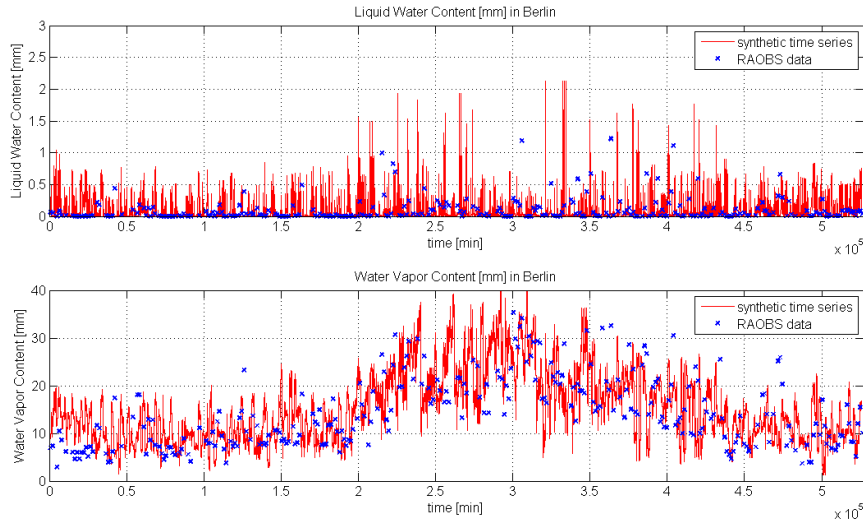 Liquid Water Content [mm] in Berlin
Liquid Water Content [mm]
3
2.5
2
1.5
1
0.5
0
synthetic time series
RAOBS data
0 0.5 1 1.5 2 2.5 3 3.5 4 4.5 5
time [min]
x 10^5
Water Vapor Content [mm] in Berlin
Water Vapor Content [mm]
40
30
20
10
0
synthetic time series
RAOBS data
0 0.5 1 1.5 2 2.5 3 3.5 4 4.5 5
time [min]
x 10^5